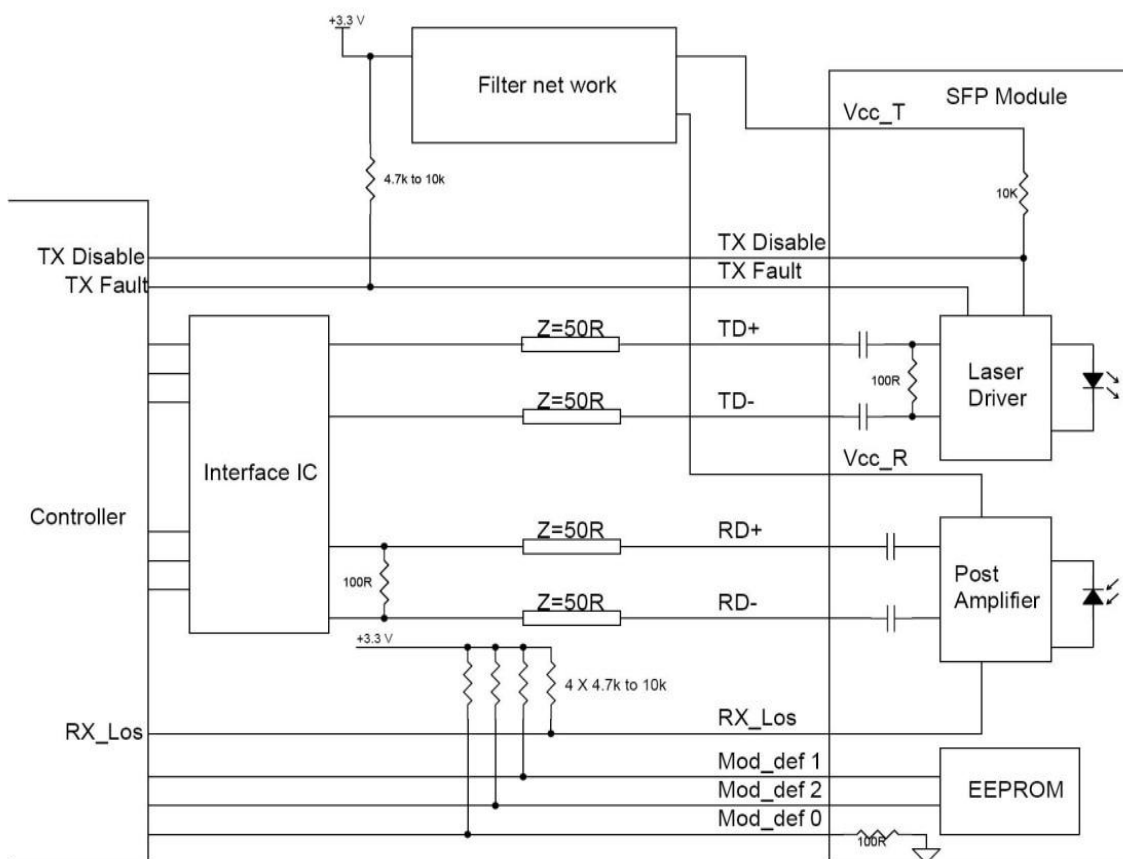 +3.3 V
Filter net work
SFP Module
Vcc_T
4.7k to 10k
10K
TX Disable
TX Disable
TX Fault
TX Fault
Z=50R
TD+
100R
Laser
Driver
Z=50R
TD-
Vcc_R
Interface IC
Controller
Z=50R
RD+
100R
Post
Amplifier
Z=50R
RD-
+3.3 V
4 X 4.7k to 10k
RX_Los
RX_Los
Mod_def 1
EEPROM
Mod_def 2
Mod_def 0
100R